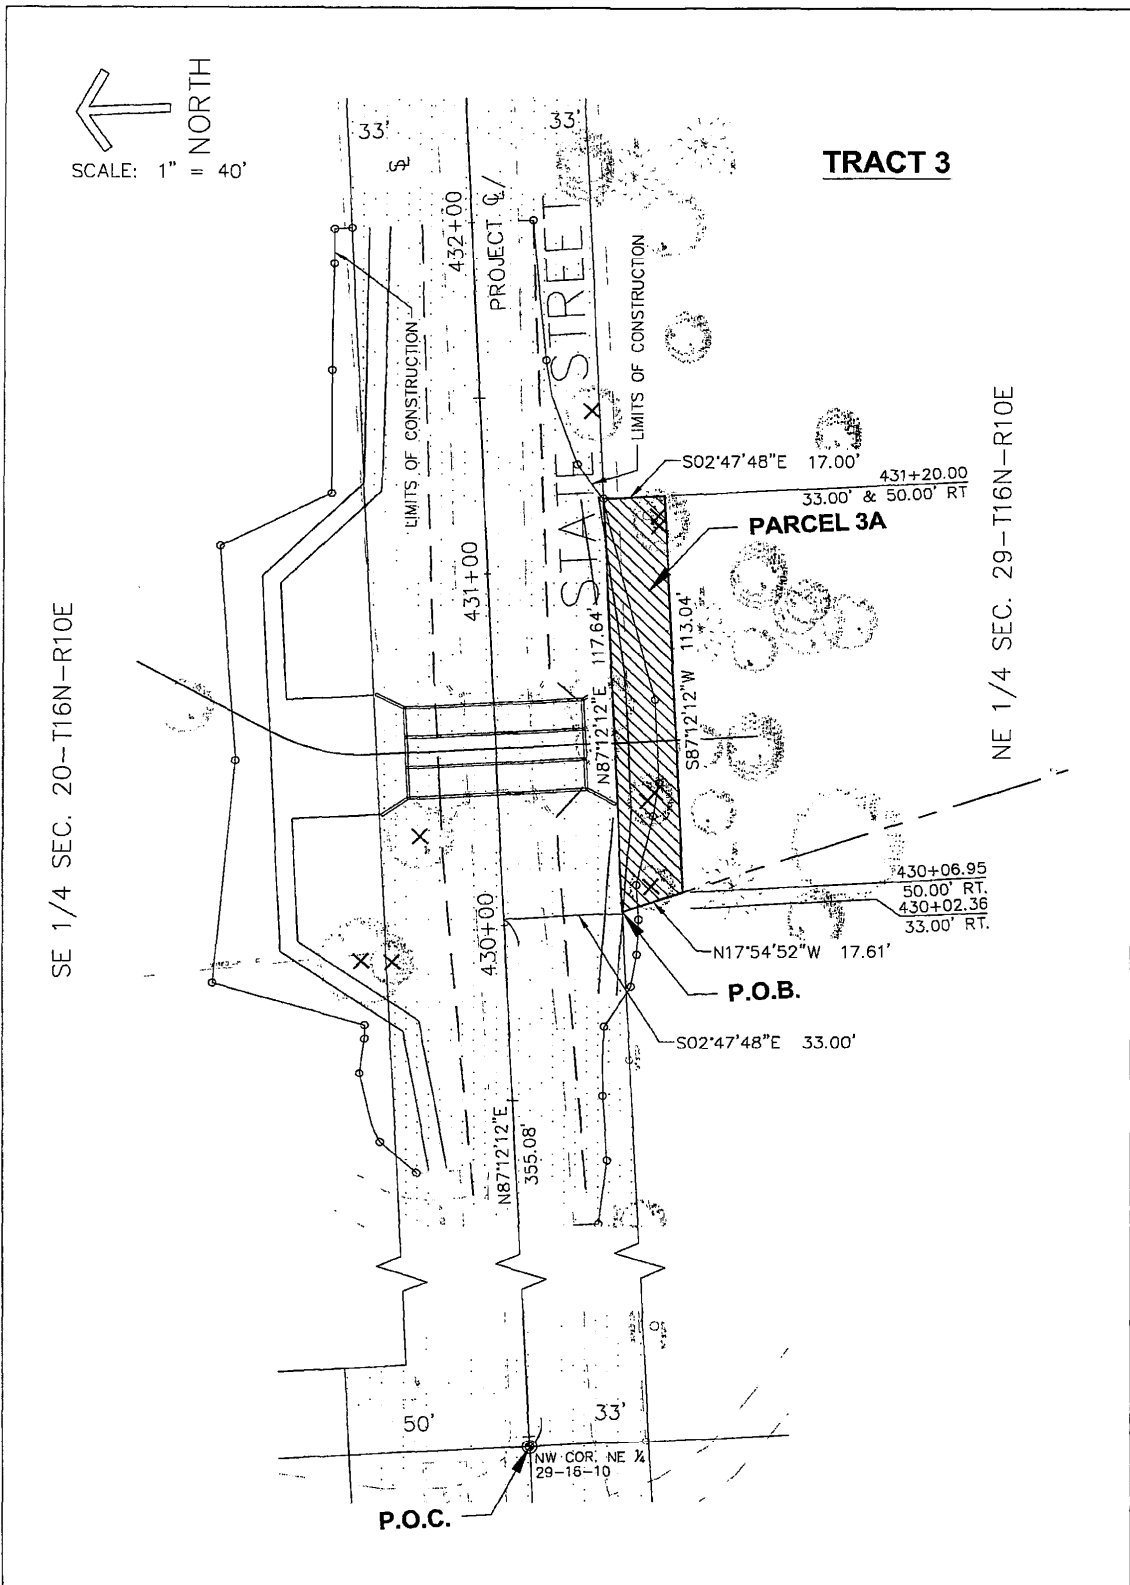 NORTH
SCALE: 1" = 40'
TRACT 3
33'
33'
432+00
PROJECT ℄/
STATE STREET
LIMITS OF CONSTRUCTION
LIMITS OF CONSTRUCTION
S02°47'48"E 17.00'
431+20.00
33.00' & 50.00' RT
PARCEL 3A
431+00
N87°12'12"E 117.64'
S87°12'12"W 113.04'
SE 1/4 SEC. 20-T16N-R10E
NE 1/4 SEC. 29-T16N-R10E
430+06.95
50.00' RT.
430+02.36
33.00' RT.
430+00
N17°54'52"W 17.61'
P.O.B.
S02°47'48"E 33.00'
N87°12'12"E
355.08'
50'
33'
NW COR. NE ¼
29-16-10
P.O.C.